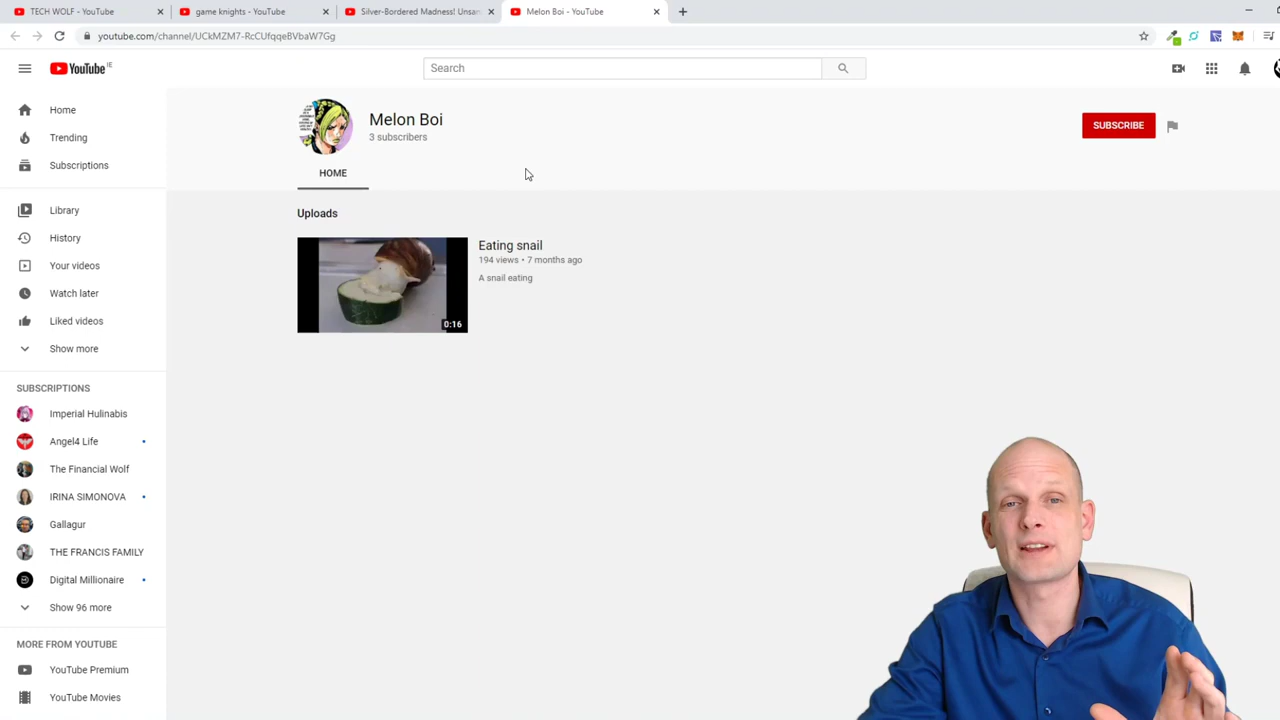 TECH WOLF - YouTube
game knights - YouTube
Silver-Bordered Madness! Unsan
Melon Boi - YouTube
youtube.com/channel/UCkMZM7-RcCUfqqeBVbaW7Gg
YouTube IE
Search
Home
Trending
Subscriptions
Library
History
Your videos
Watch later
Liked videos
Show more
SUBSCRIPTIONS
Imperial Hulinabis
Angel4 Life
The Financial Wolf
IRINA SIMONOVA
Gallagur
THE FRANCIS FAMILY
Digital Millionaire
Show 96 more
MORE FROM YOUTUBE
YouTube Premium
YouTube Movies
Melon Boi
3 subscribers
SUBSCRIBE
HOME
Uploads
0:16
Eating snail
194 views • 7 months ago
A snail eating